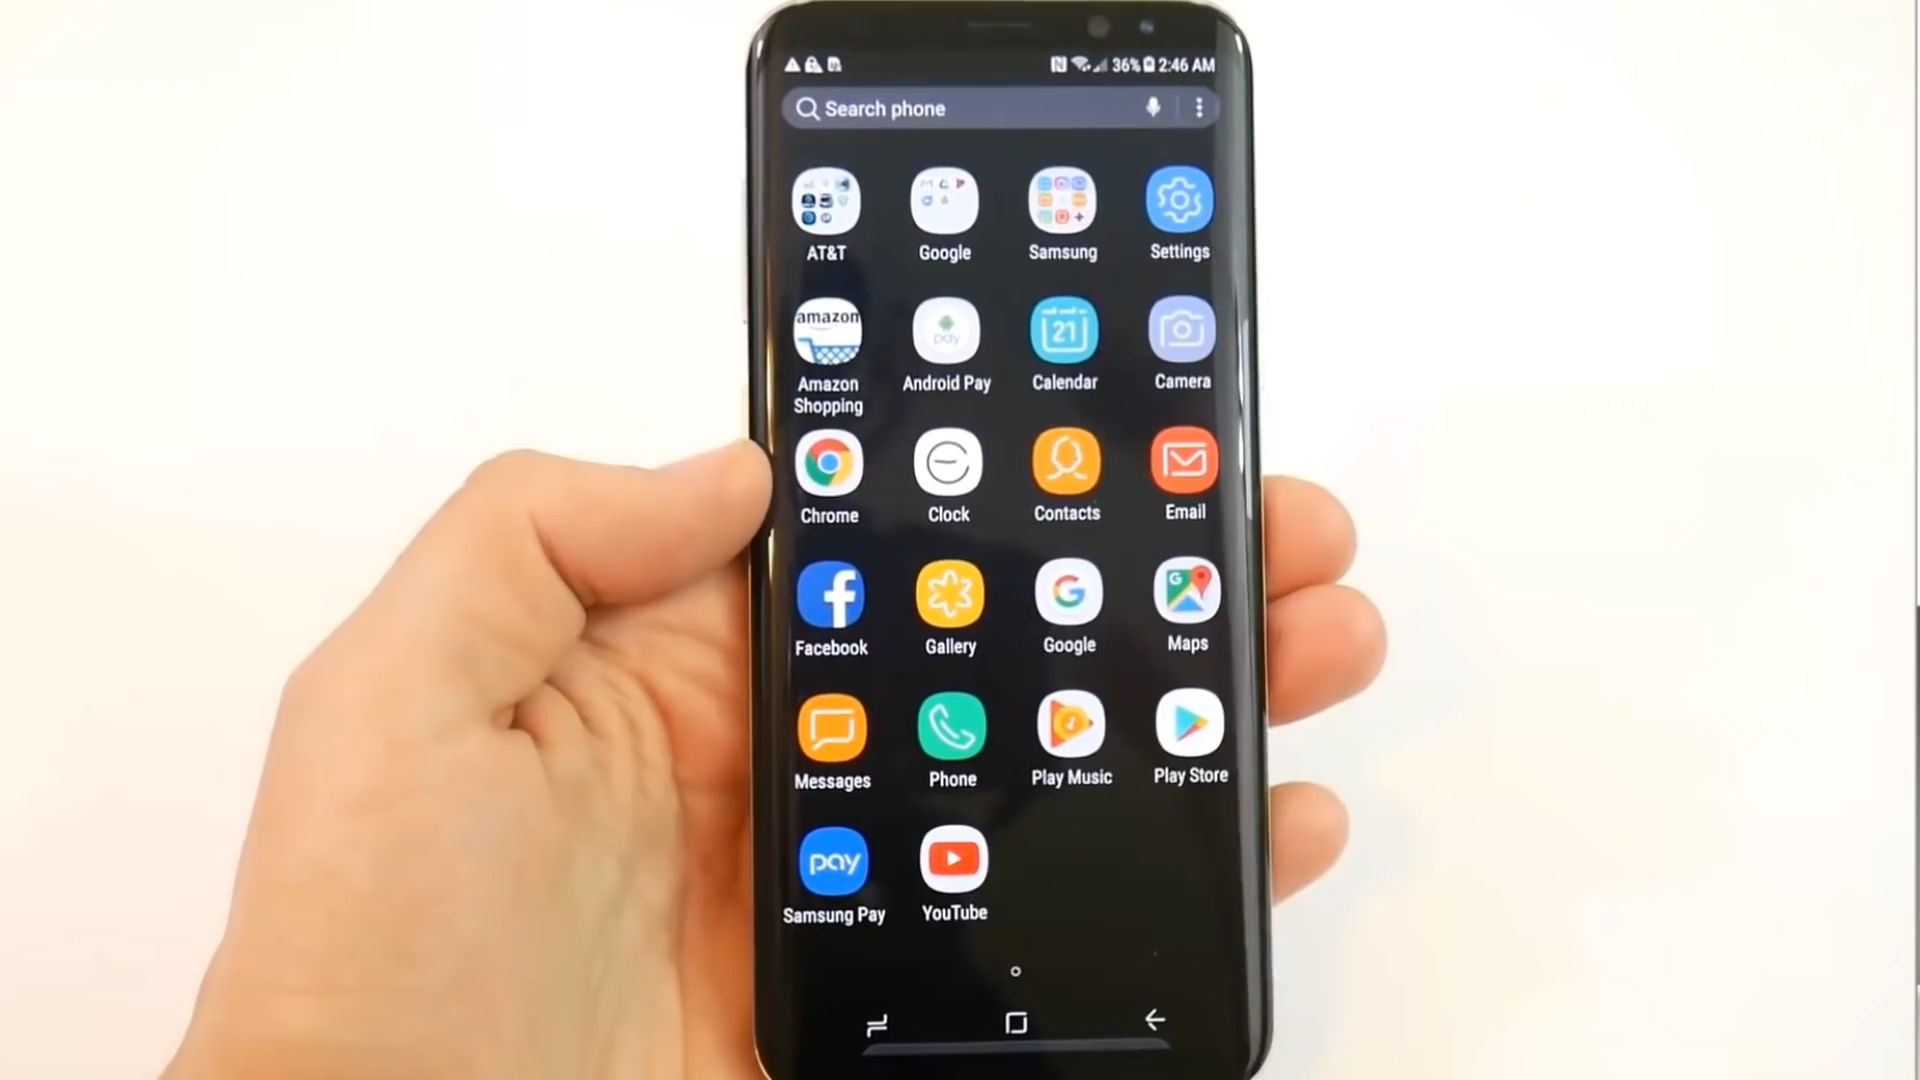 36% 2:46 AM
Search phone
AT&T Google Samsung Settings
amazon pay 21
Amazon Shopping Android Pay Calendar Camera
Chrome Clock Contacts Email
Facebook Gallery Google Maps
Messages Phone Play Music Play Store
pay
Samsung Pay YouTube